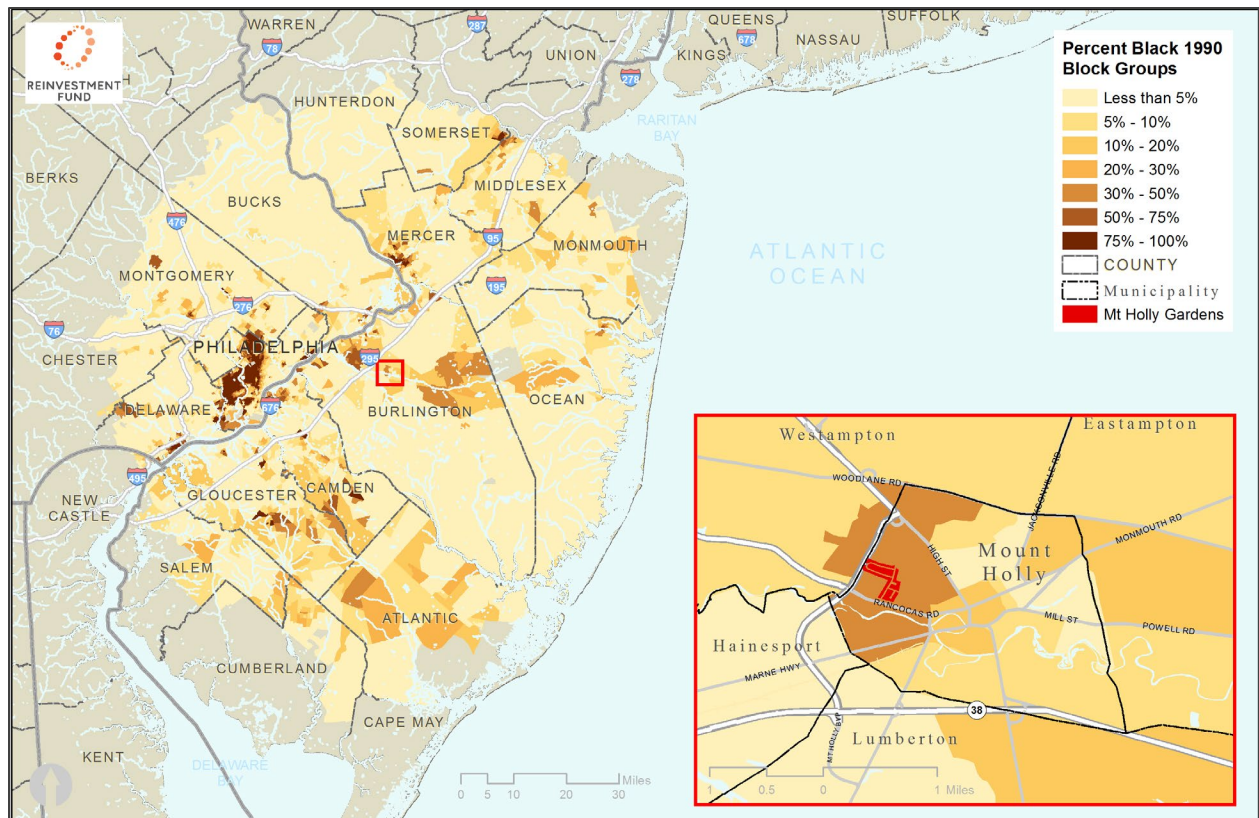 REINVESTMENT
FUND
WARREN
78
287
UNION
QUEENS
678
KINGS
NASSAU
SUFFOLK
278
HUNTERDON
SOMERSET
RARITAN
BAY
BERKS
BUCKS
MIDDLESEX
476
MERCER
95
MONMOUTH
MONTGOMERY
195
276
76
PHILADELPHIA
295
CHESTER
DELAWARE
676
BURLINGTON
OCEAN
495
NEW
CASTLE
GLOUCESTER
CAMDEN
SALEM
ATLANTIC
CUMBERLAND
CAPE MAY
KENT
DELAWARE
BAY
ATLANTIC
OCEAN
0 5 10 20 30
Miles
Percent Black 1990
Block Groups
Less than 5%
5% - 10%
10% - 20%
20% - 30%
30% - 50%
50% - 75%
75% - 100%
COUNTY
Municipality
Mt Holly Gardens
Westampton
Eastampton
WOODLANE RD
JACKSONVILLE RD
MONMOUTH RD
HIGH ST
Mount
Holly
RANCOCAS RD
MILL ST
POWELL RD
Hainesport
MARNE HWY
38
MT HOLLY BYP
Lumberton
1 0.5 0 1 Miles